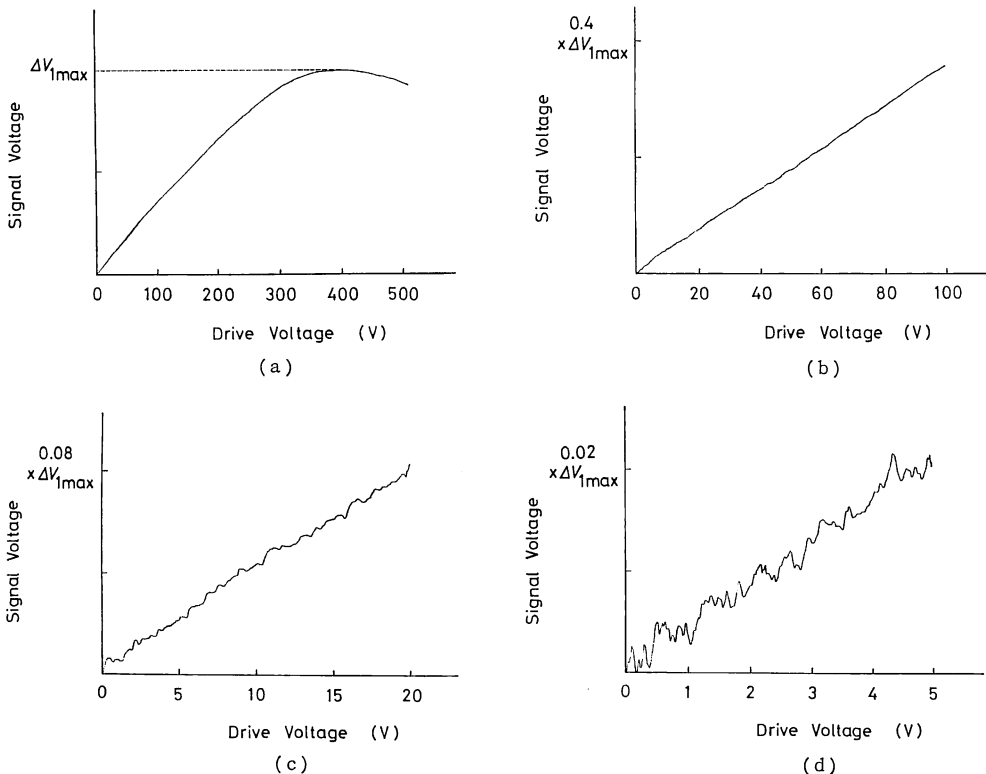 ΔV1max
Signal Voltage
0 100 200 300 400 500
Drive Voltage (V)
(a)
0.4
x ΔV1max
Signal Voltage
0 20 40 60 80 100
Drive Voltage (V)
(b)
0.08
x ΔV1max
Signal Voltage
0 5 10 15 20
Drive Voltage (V)
(c)
0.02
x ΔV1max
Signal Voltage
0 1 2 3 4 5
Drive Voltage (V)
(d)